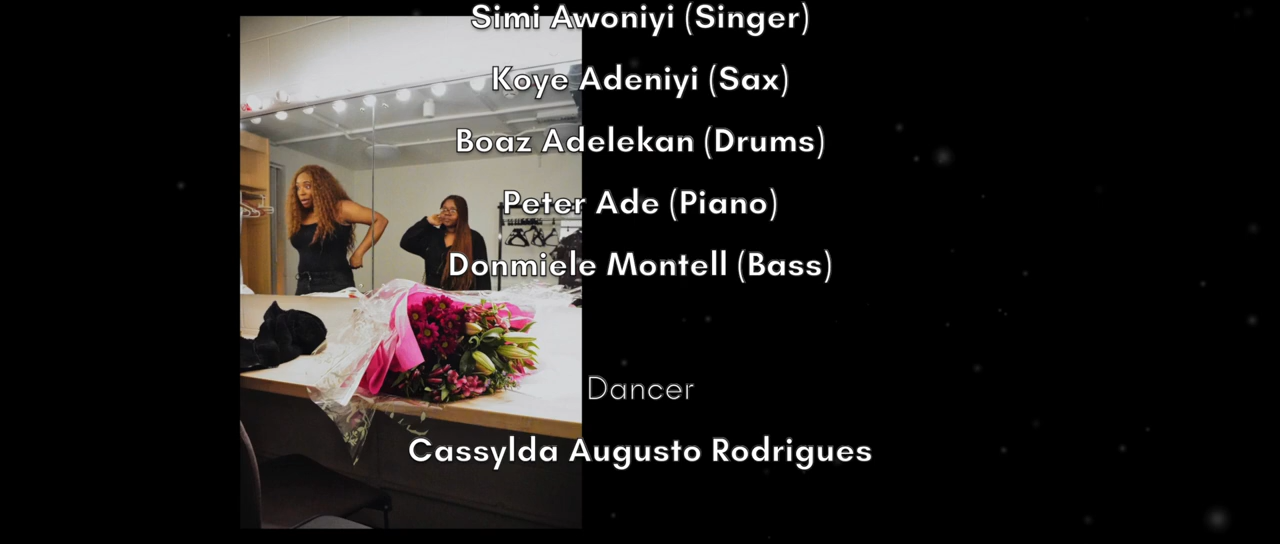 Simi Awoniyi (Singer)
Koye Adeniyi (Sax)
Boaz Adelekan (Drums)
Peter Ade (Piano)
Donmiele Montell (Bass)
Dancer
Cassylda Augusto Rodrigues